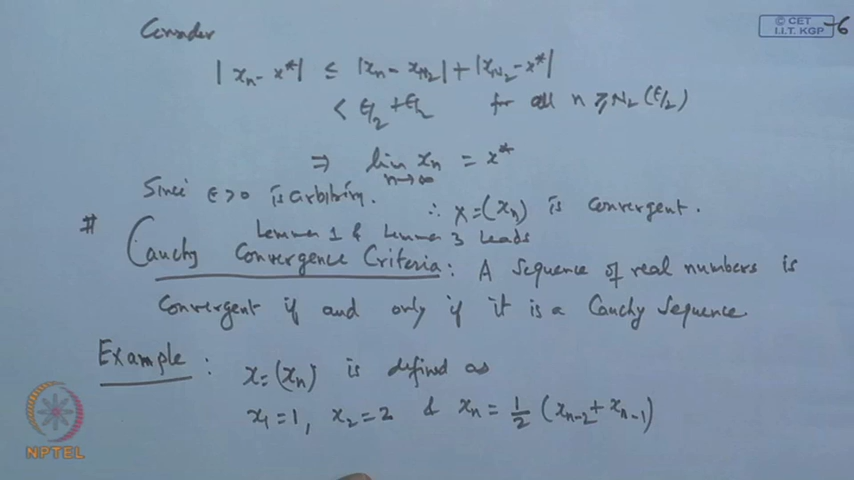 © CET
I.I.T. KGP
-6
Consider
|xₙ - x*| ≤ |xₙ - x_N₂| + |x_N₂ - x*|
< ε/2 + ε/2 for all n ≥ N₂(ε/2)
⇒ lim xₙ = x*
n→∞
Since ε>0 is arbitrary.
∴ X=(xₙ) is convergent.
# Lemma 1 & Lemma 3 leads
Cauchy Convergence Criteria: A sequence of real numbers is
convergent if and only if it is a Cauchy sequence.
Example: x=(xₙ) is defined as
x₁=1, x₂=2 & xₙ = 1/2 (xₙ₋₂+xₙ₋₁)
NPTEL